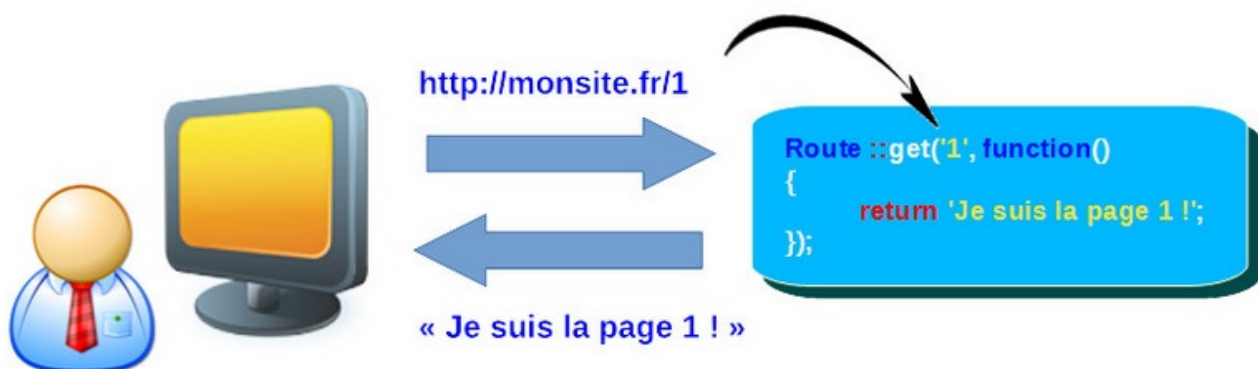 http://monsite.fr/1
Route ::get('1', function()
{
return 'Je suis la page 1 !';
});
« Je suis la page 1 ! »